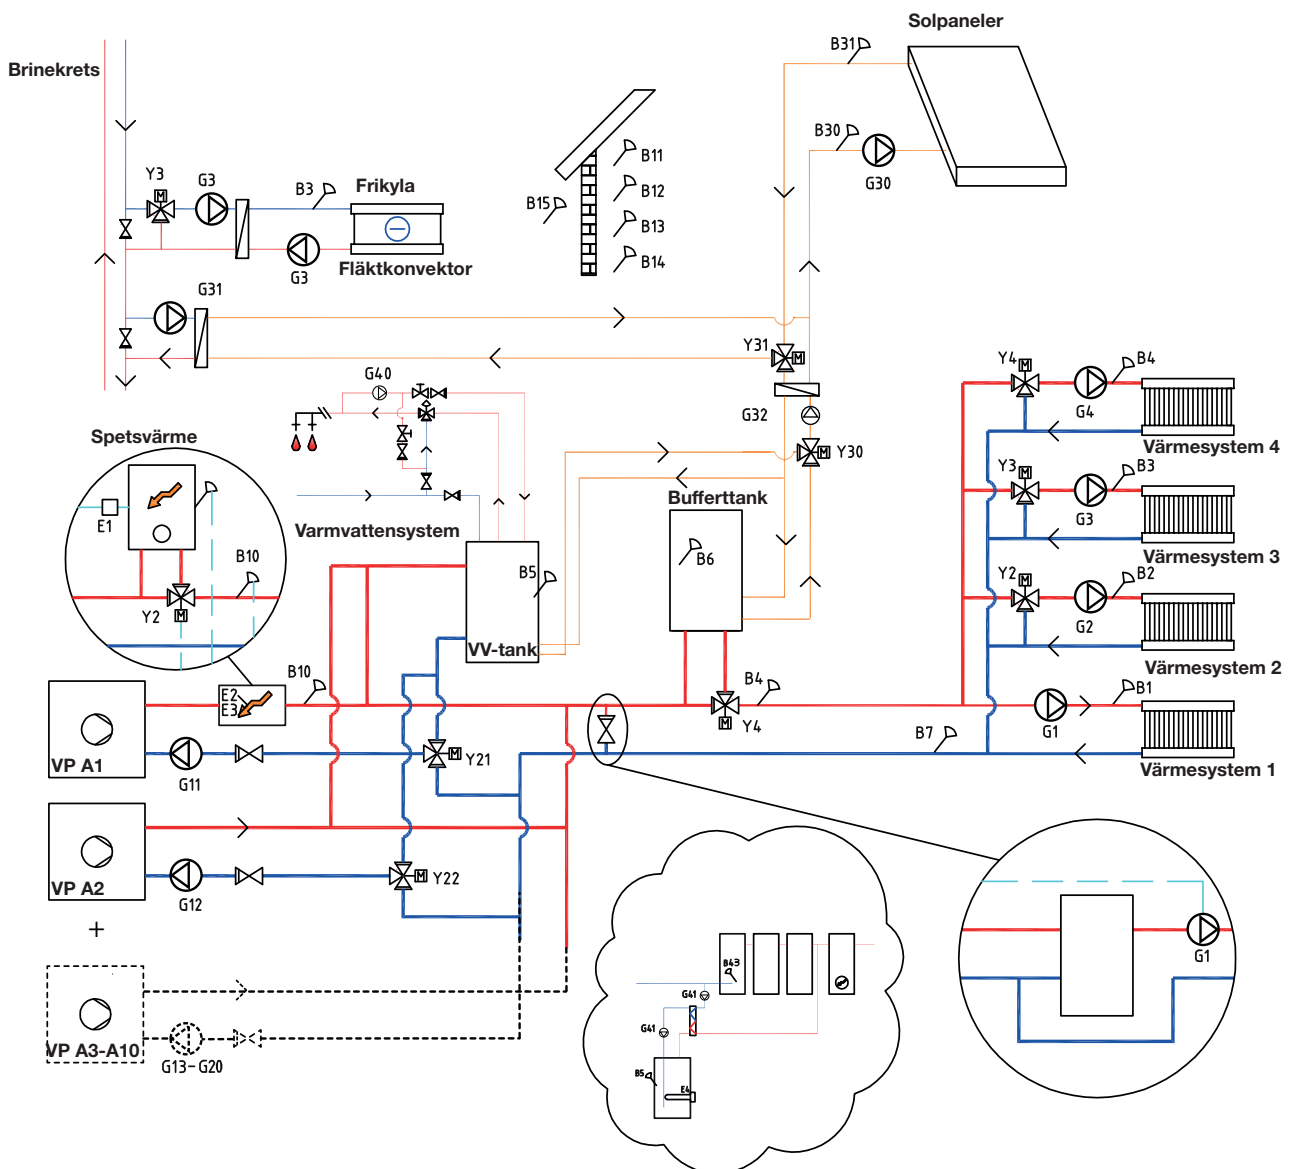 Solpaneler
B31
Brinekrets
B30
G30
B11
B12
B13
B14
B15
Y3
M
G3
B3
Frikyla
G3
Fläktkonvektor
G31
Y31
M
G40
G32
Y30
M
Spetsvärme
E1
B10
Y2
M
Varmvattensystem
B5
VV-tank
Bufferttank
B6
Y4
M
B4
G4
Värmesystem 4
Y3
M
B3
G3
Värmesystem 3
Y2
M
B2
G2
Värmesystem 2
B1
G1
Värmesystem 1
B7
B4
Y4
M
B10
E2
E3
VP A1
G11
Y21
M
VP A2
G12
Y22
M
+
VP A3-A10
G13-G20
B43
G41
G41
B5
E4
G1